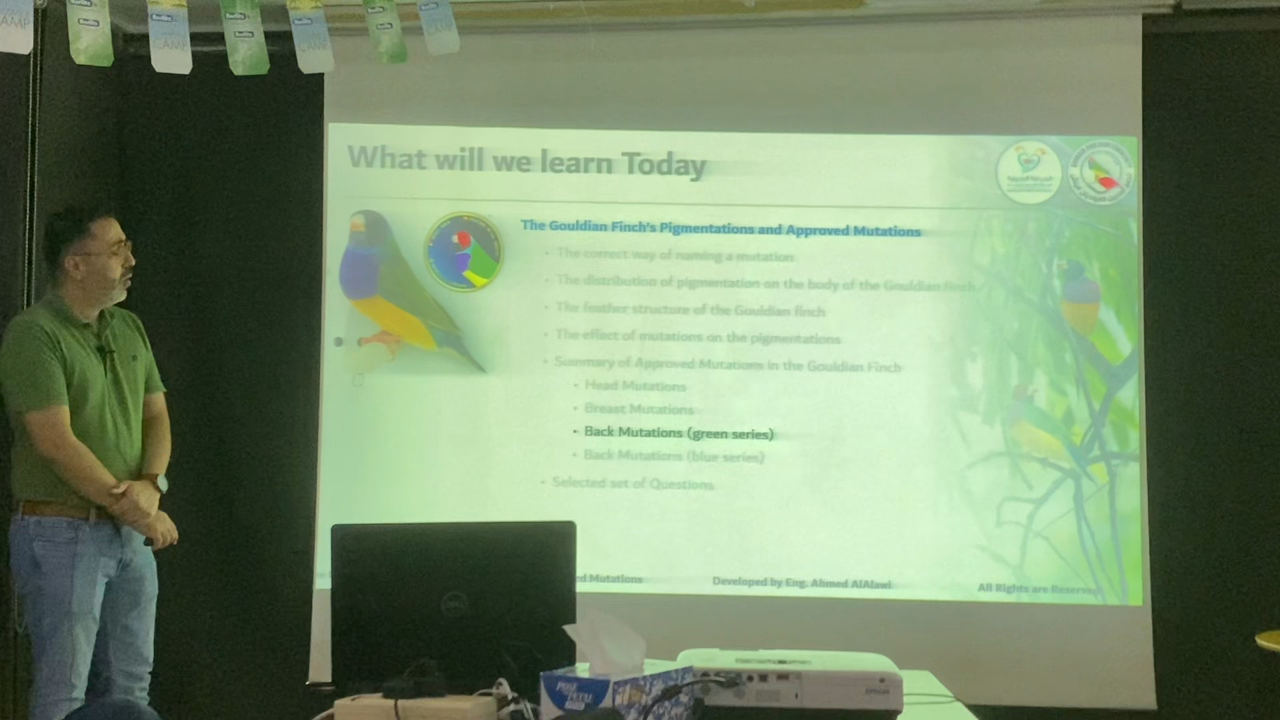 What will we learn Today
The Gouldian Finch's Pigmentations and Approved Mutations
• The correct way of naming a mutation
• The distribution of pigmentation on the body of the Gouldian finch
• The feather structure of the Gouldian finch
• The effect of mutations on the pigmentations
• Summary of Approved Mutations in the Gouldian Finch
• Head Mutations
• Breast Mutations
• Back Mutations (green series)
• Back Mutations (blue series)
• Selected set of Questions
Mutations
Developed by Eng. Ahmed AlAlawi
All Rights are Reserved
DELL
EPSON